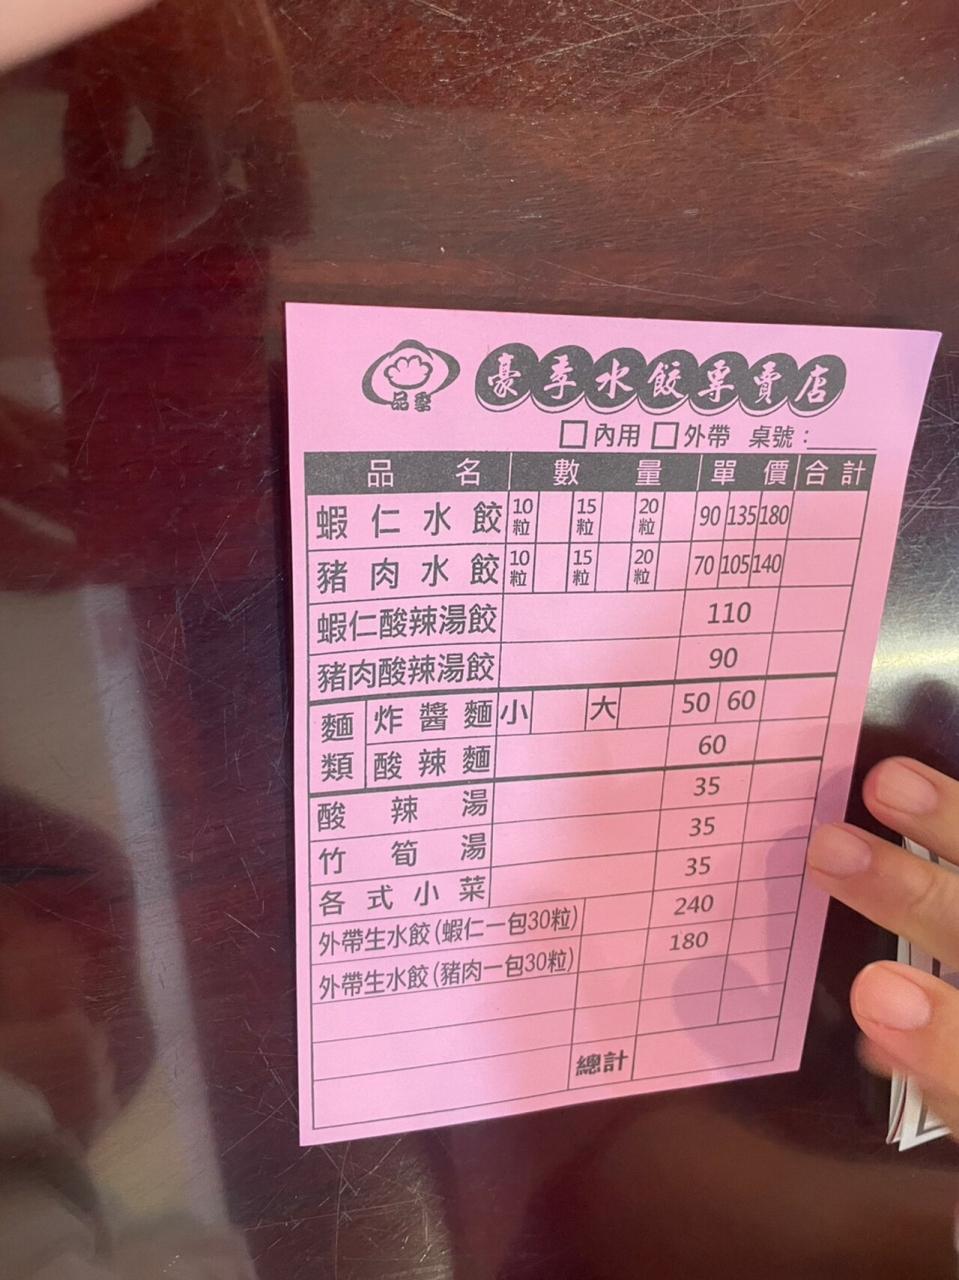 品季
豪季水餃專賣店
□內用 □外帶 桌號：
品名 數量 單價 合計
蝦仁水餃 10粒 15粒 20粒 90 135 180
豬肉水餃 10粒 15粒 20粒 70 105 140
蝦仁酸辣湯餃 110
豬肉酸辣湯餃 90
麵類 炸醬麵 小 大 50 60
酸辣麵 60
酸辣湯 35
竹筍湯 35
各式小菜 35
外帶生水餃(蝦仁一包30粒) 240
外帶生水餃(豬肉一包30粒) 180
總計